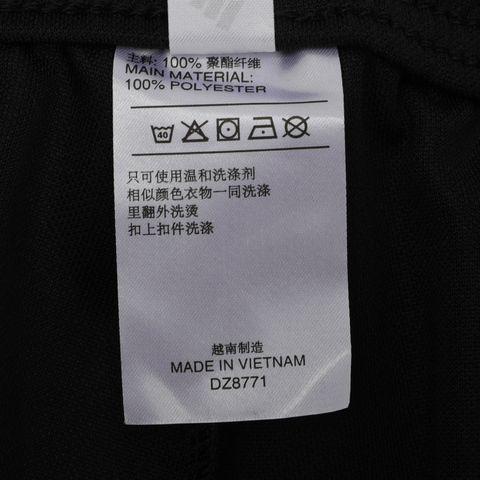 主料: 100% 聚酯纤维
MAIN MATERIAL:
100% POLYESTER
40
只可使用温和洗涤剂
相似颜色衣物一同洗涤
里翻外洗烫
扣上扣件洗涤
越南制造
MADE IN VIETNAM
DZ8771